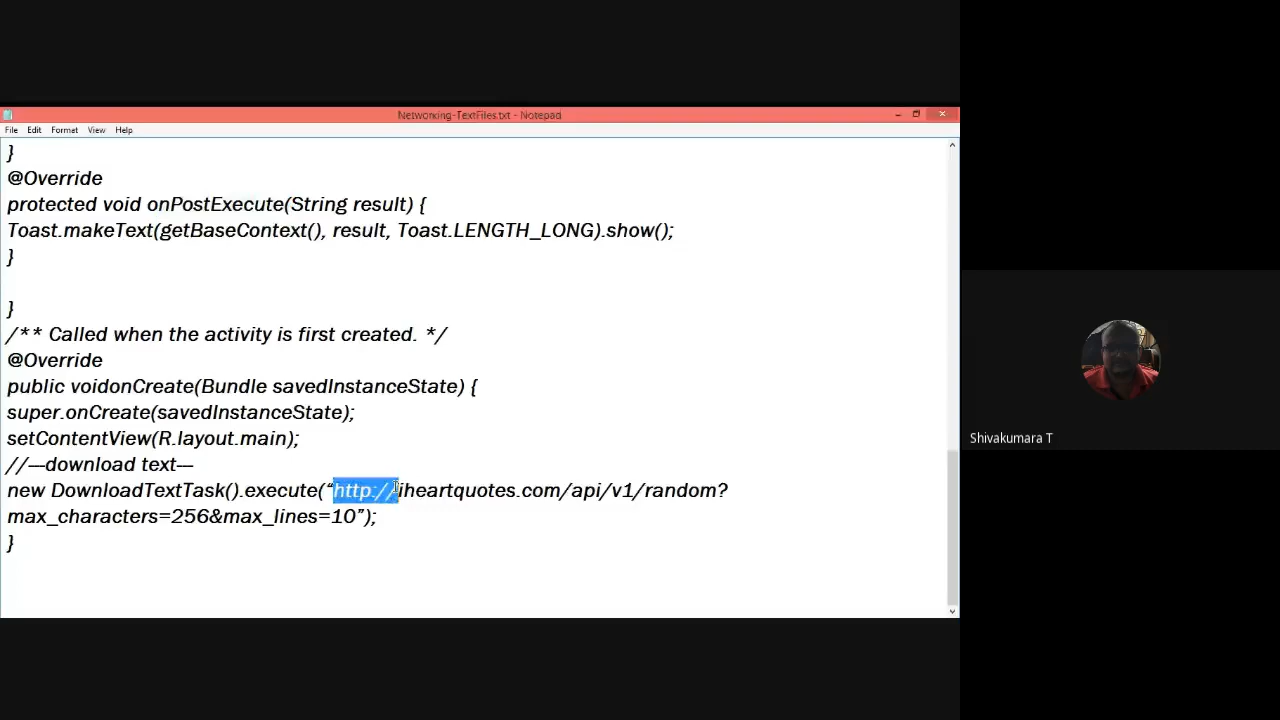 Networking-TextFiles.txt - Notepad
File Edit Format View Help
}
@Override
protected void onPostExecute(String result) {
Toast.makeText(getBaseContext(), result, Toast.LENGTH_LONG).show();
}
}
/** Called when the activity is first created. */
@Override
public voidonCreate(Bundle savedInstanceState) {
super.onCreate(savedInstanceState);
setContentView(R.layout.main);
//—-download text—-
new DownloadTextTask().execute(“http://iheartquotes.com/api/v1/random?
max_characters=256&max_lines=10”);
}
Shivakumara T